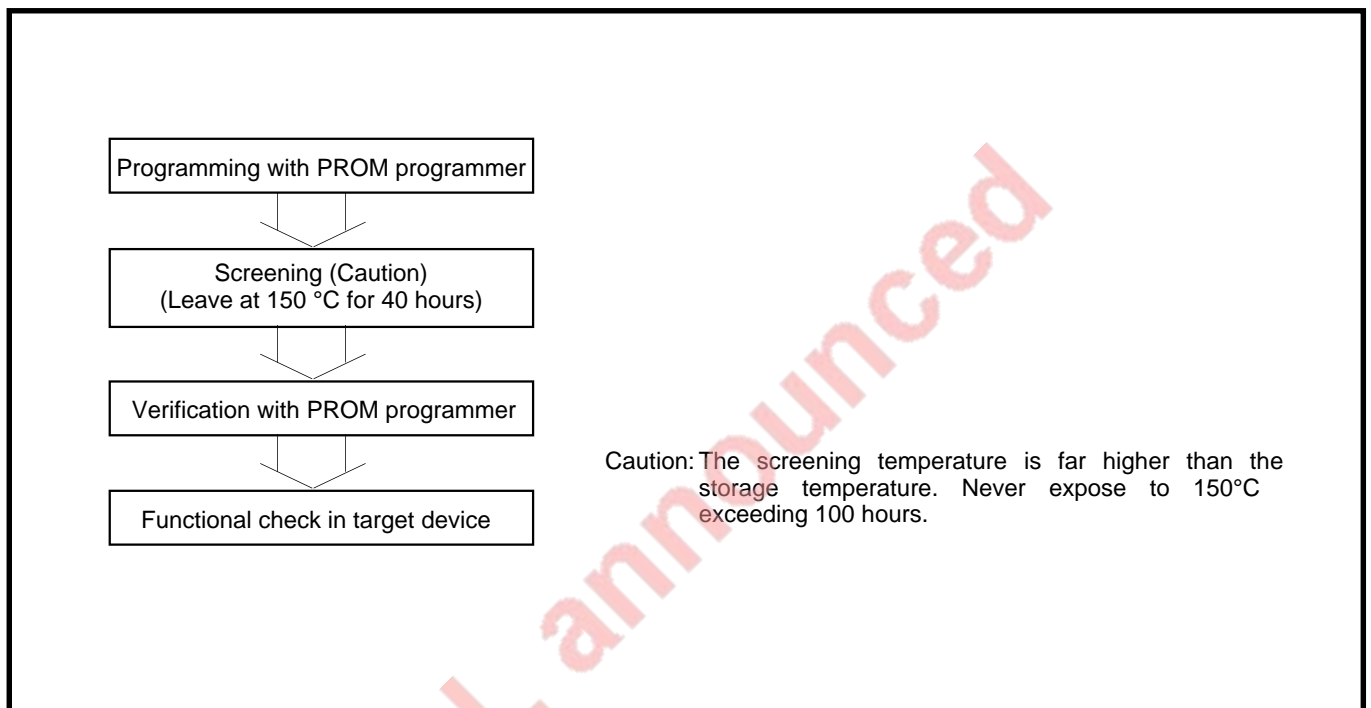 Programming with PROM programmer
Screening (Caution)
(Leave at 150 °C for 40 hours)
Verification with PROM programmer
Functional check in target device
Caution: The screening temperature is far higher than the
storage temperature. Never expose to 150°C
exceeding 100 hours.
announced